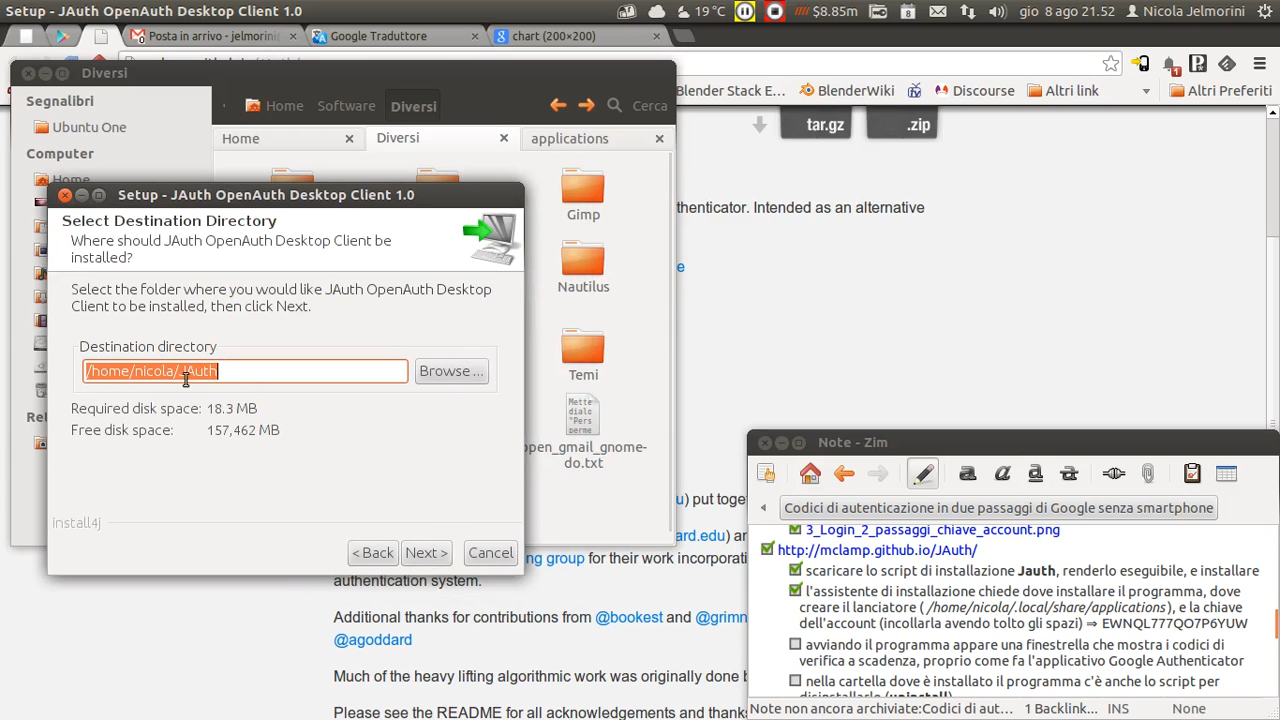 Setup - JAuth OpenAuth Desktop Client 1.0
19 °C
$8.85m
8
gio 8 ago 21.52
Nicola Jelmorini
Posta in arrivo - jelmorini
Google Traduttore
chart (200×200)
1
Blender Stack E...
BlenderWiki
Discourse
Altri link
Altri Preferiti
Diversi
Segnalibri
Ubuntu One
Computer
Home
Home
Software
Diversi
Cerca
Home
Diversi
applications
Gimp
Nautilus
Temi
open_gmail_gnome-
do.txt
tar.gz
.zip
Setup - JAuth OpenAuth Desktop Client 1.0
Select Destination Directory
Where should JAuth OpenAuth Desktop Client be
installed?
Select the folder where you would like JAuth OpenAuth Desktop
Client to be installed, then click Next.
Destination directory
/home/nicola/JAuth
Browse ...
Required disk space: 18.3 MB
Free disk space: 157,462 MB
install4j
< Back
Next >
Cancel
thenticator. Intended as an alternative
e
u) put toge
ard.edu) an
ng group for their work incorporati
authentication system.
Additional thanks for contributions from @bookest and @grimn
@agoddard
Much of the heavy lifting algorithmic work was originally done b
Please see the README for all acknowledgements and thanks
Note - Zim
Codici di autenticazione in due passaggi di Google senza smartphone
3_Login_2_passaggi_chiave_account.png
http://mclamp.github.io/JAuth/
scaricare lo script di installazione Jauth, renderlo eseguibile, e installare
l'assistente di installazione chiede dove installare il programma, dove
creare il lanciatore ( /home/nicola/.local/share/applications), e la chiave
dell'account (incollarla avendo tolto gli spazi) ⇒ EWNQL777QO7P6YUW
avviando il programma appare una finestrella che mostra i codici di
verifica a scadenza, proprio come fa l'applicativo Google Authenticator
nella cartella dove è installato il programma c'è anche lo script per
disinstallarlo (uninstall)
Note non ancora archiviate:Codici di aut...
1 Backlink...
INS
None